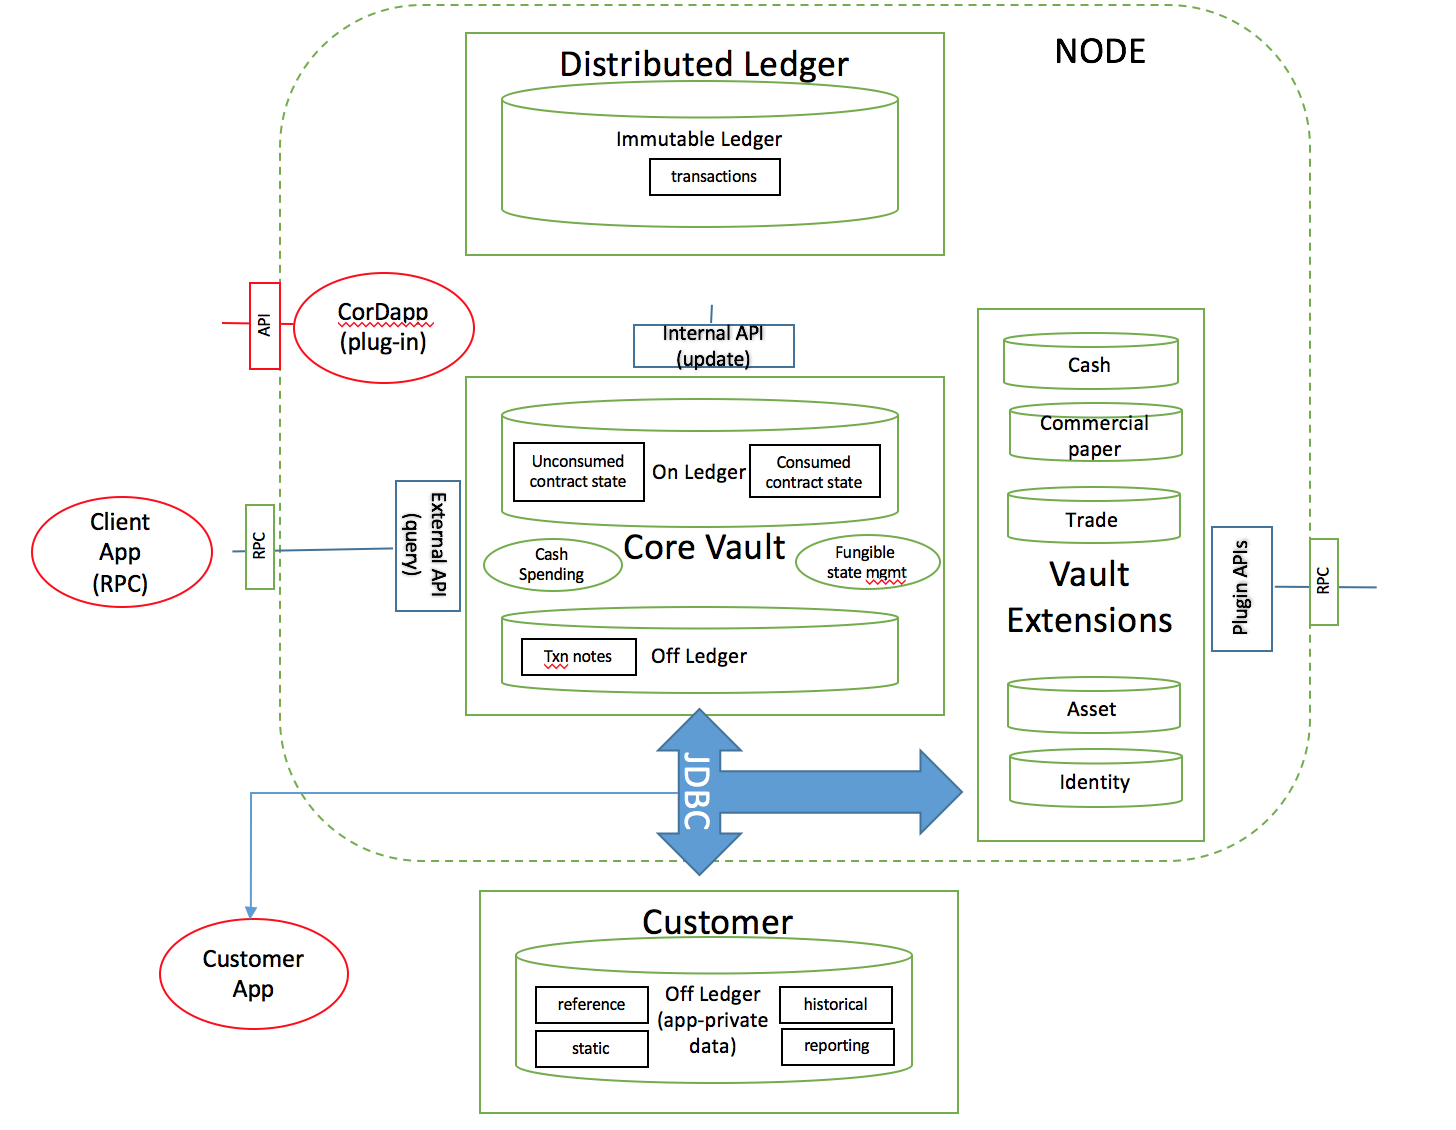 NODE
Distributed Ledger
Immutable Ledger
transactions
API
CorDapp
(plug-in)
Internal API
(update)
Cash
Commercial
paper
Trade
Vault
Extensions
Asset
Identity
Unconsumed
contract state
On Ledger
Consumed
contract state
Client
App
(RPC)
RPC
External API
(query)
Cash
Spending
Core Vault
Fungible
state mgmt
Plugin APIs
RPC
Txn notes
Off Ledger
JDBC
Customer
App
Customer
reference
static
Off Ledger
(app-private
data)
historical
reporting